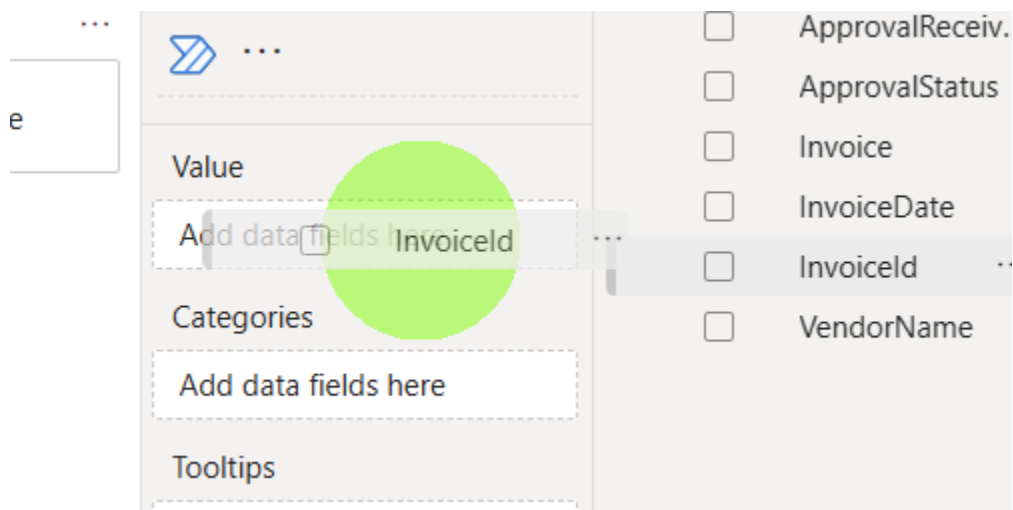 ...
...
e
Value
Add data fields here
InvoiceId
...
Categories
Add data fields here
Tooltips
ApprovalReceiv.
ApprovalStatus
Invoice
InvoiceDate
InvoiceId
VendorName